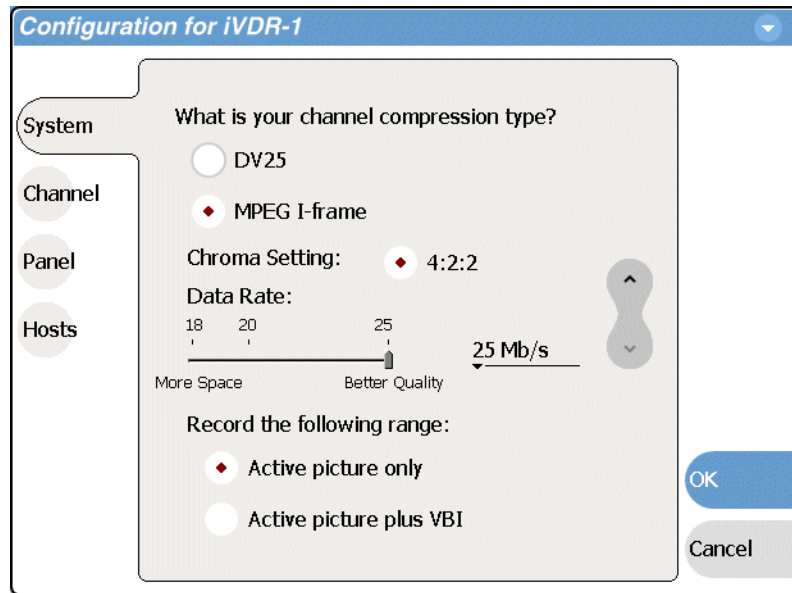 Configuration for iVDR-1
System
Channel
Panel
Hosts
What is your channel compression type?
DV25
MPEG I-frame
Chroma Setting: 4:2:2
Data Rate:
18 20 25
25 Mb/s
More Space Better Quality
Record the following range:
Active picture only
Active picture plus VBI
OK
Cancel